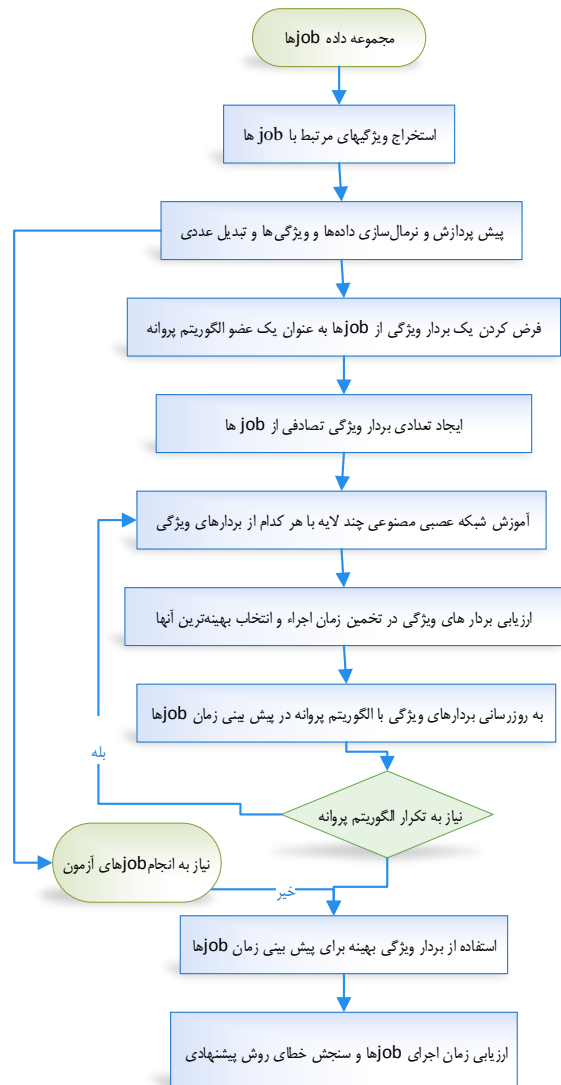 مجموعه داده jobها
استخراج ویژگیهای مرتبط با job ها
پیش پردازش و نرمال‌سازی داده‌ها و ویژگی‌ها و تبدیل عددی
فرض کردن یک بردار ویژگی از jobها به عنوان یک عضو الگوریتم پروانه
ایجاد تعدادی بردار ویژگی تصادفی از job ها
آموزش شبکه عصبی مصنوعی چند لایه با هر کدام از بردارهای ویژگی
ارزیابی بردار های ویژگی در تخمین زمان اجراء و انتخاب بهینه‌ترین آنها
به روزرسانی بردارهای ویژگی با الگوریتم پروانه در پیش بینی زمان jobها
بله
نیاز به تکرار الگوریتم پروانه
نیاز به انجام jobهای آزمون
خیر
استفاده از بردار ویژگی بهینه برای پیش بینی زمان jobها
ارزیابی زمان اجرای jobها و سنجش خطای روش پیشنهادی